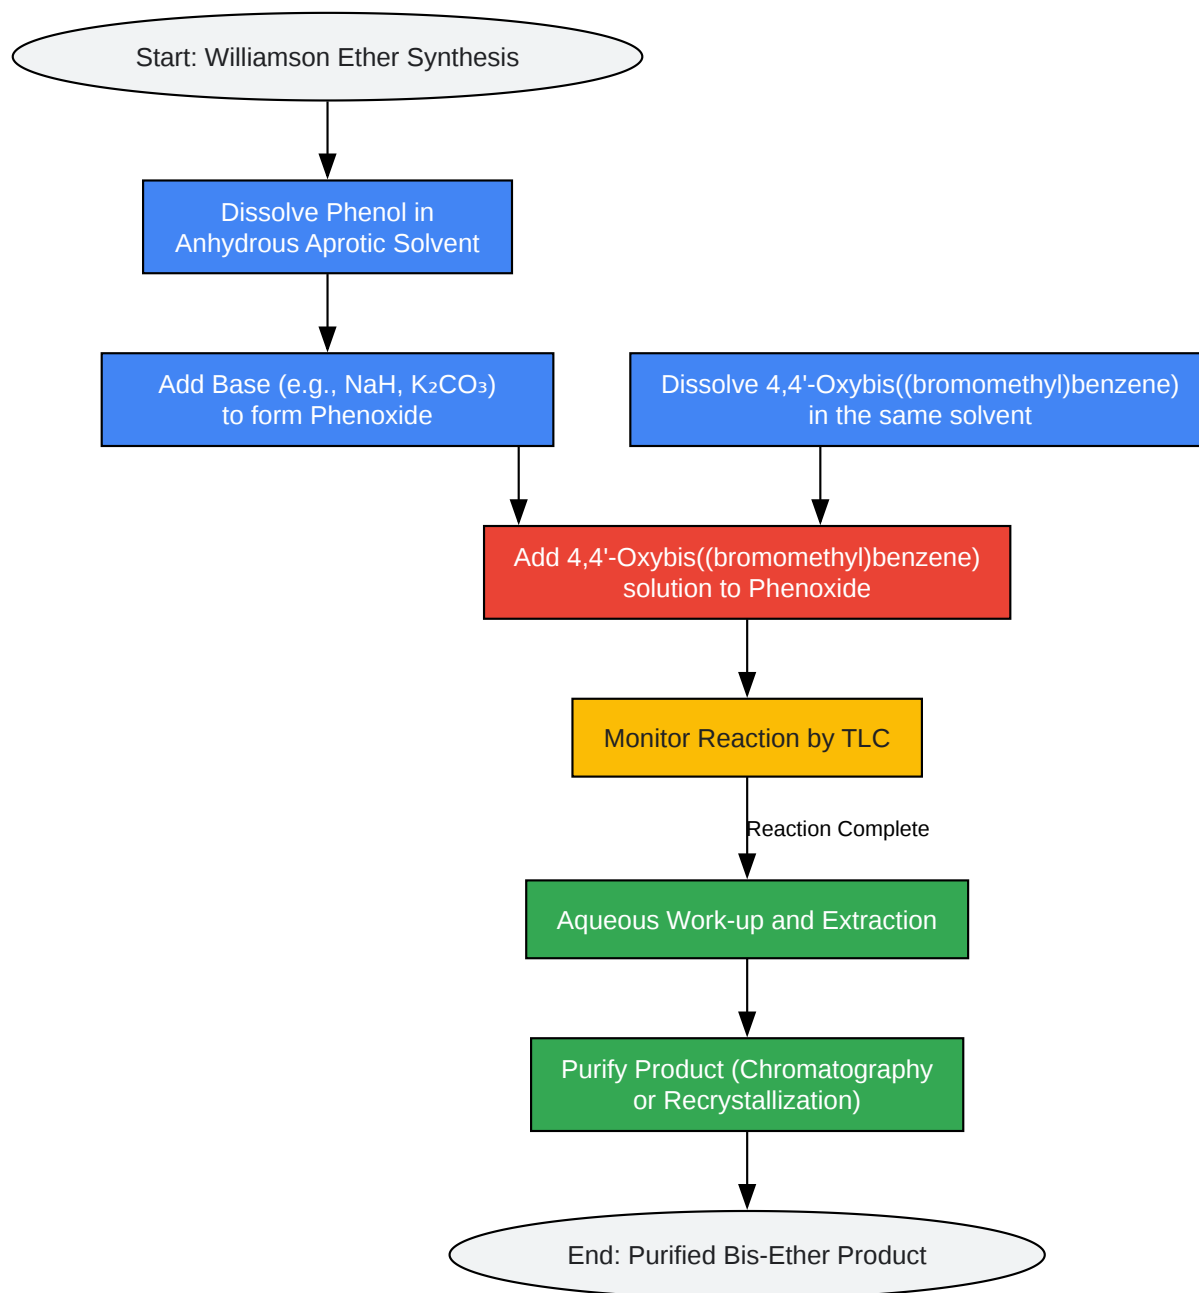 Start: Williamson Ether Synthesis
Dissolve Phenol in
Anhydrous Aprotic Solvent
Add Base (e.g., NaH, K₂CO₃)
to form Phenoxide
Dissolve 4,4'-Oxybis((bromomethyl)benzene)
in the same solvent
Add 4,4'-Oxybis((bromomethyl)benzene)
solution to Phenoxide
Monitor Reaction by TLC
Reaction Complete
Aqueous Work-up and Extraction
Purify Product (Chromatography
or Recrystallization)
End: Purified Bis-Ether Product